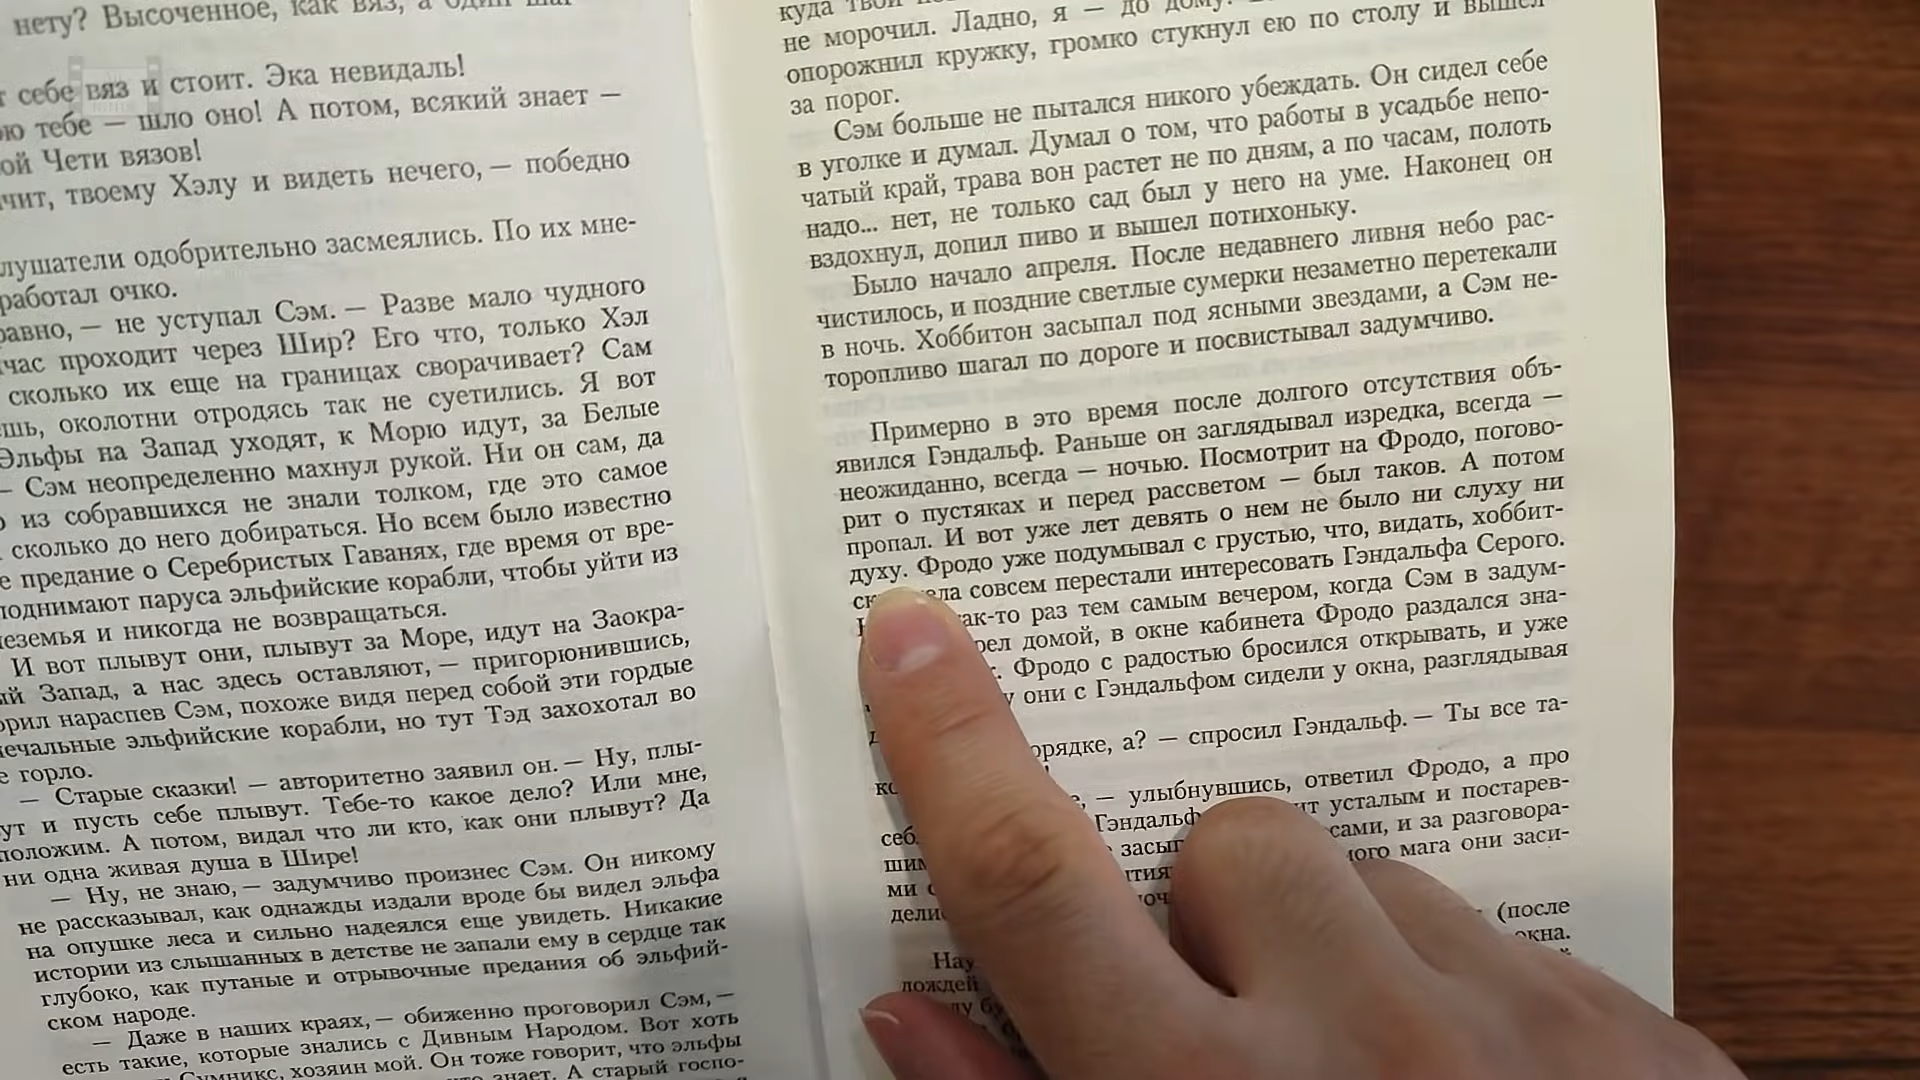 нету? Высоченное, как вяз, а один
себе вяз и стоит. Эка невидаль!
тебе — шло оно! А потом, всякий знает —
Чети вязов!
твоему Хэлу и видеть нечего, — победно
одобрительно засмеялись. По их мне-
очко.
— не уступал Сэм. — Разве мало чудного
проходит через Шир? Его что, только Хэл
сколько их еще на границах сворачивает? Сам
околотни отродясь так не суетились. Я вот
Эльфы на Запад уходят, к Морю идут, за Белые
— Сэм неопределенно махнул рукой. Ни он сам, да
из собравшихся не знали толком, где это самое
сколько до него добираться. Но всем было известно
предание о Серебристых Гаванях, где время от вре-
поднимают паруса эльфийские корабли, чтобы уйти из
и никогда не возвращаться.
И вот плывут они, плывут за Море, идут на Заокра-
Запад, а нас здесь оставляют, — пригорюнившись,
нараспев Сэм, похоже видя перед собой эти гордые
печальные эльфийские корабли, но тут Тэд захохотал во
горло.
— Старые сказки! — авторитетно заявил он. — Ну, плы-
вут и пусть себе плывут. Тебе-то какое дело? Или мне,
положим. А потом, видал что ли кто, как они плывут? Да
ни одна живая душа в Шире!
— Ну, не знаю, — задумчиво произнес Сэм. Он никому
не рассказывал, как однажды издали вроде бы видел эльфа
на опушке леса и сильно надеялся еще увидеть. Никакие
истории из слышанных в детстве не запали ему в сердце так
глубоко, как путаные и отрывочные предания об эльфий-
ском народе.
— Даже в наших краях, — обиженно проговорил Сэм, —
есть такие, которые знались с Дивным Народом. Вот хоть
Сумникс, хозяин мой. Он тоже говорит, что эльфы
знает. А старый госпо-
куда
не морочил. Ладно, я — до дому.
опорожнил кружку, громко стукнул ею по столу и вышел
за порог.
Сэм больше не пытался никого убеждать. Он сидел себе
в уголке и думал. Думал о том, что работы в усадьбе непо-
чатый край, трава вон растет не по дням, а по часам, полоть
надо... нет, не только сад был у него на уме. Наконец он
вздохнул, допил пиво и вышел потихоньку.
Было начало апреля. После недавнего ливня небо рас-
чистилось, и поздние светлые сумерки незаметно перетекали
в ночь. Хоббитон засыпал под ясными звездами, а Сэм не-
торопливо шагал по дороге и посвистывал задумчиво.
Примерно в это время после долгого отсутствия объ-
явился Гэндальф. Раньше он заглядывал изредка, всегда —
неожиданно, всегда — ночью. Посмотрит на Фродо, погово-
рит о пустяках и перед рассветом — был таков. А потом
пропал. И вот уже лет девять о нем не было ни слуху ни
духу. Фродо уже подумывал с грустью, что, видать, хоббит-
совсем перестали интересовать Гэндальфа Серого.
раз тем самым вечером, когда Сэм в задум-
домой, в окне кабинета Фродо раздался зна-
Фродо с радостью бросился открывать, и уже
они с Гэндальфом сидели у окна, разглядывая
а? — спросил Гэндальф. — Ты все та-
— улыбнувшись, ответил Фродо, а про
Гэндальф усталым и постарев-
и за разговора-
мага они заси-
(после
окна.
дождей